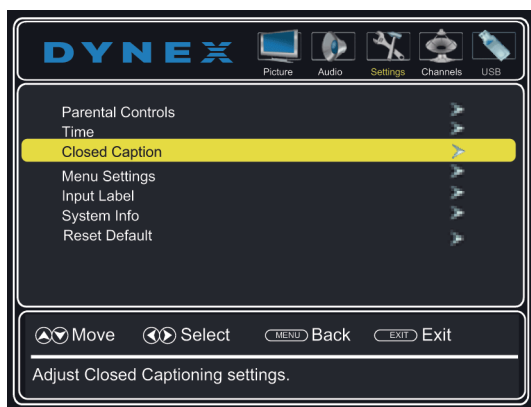 DYNEX
Picture Audio Settings Channels USB
Parental Controls
Time
Closed Caption
Menu Settings
Input Label
System Info
Reset Default
Move Select MENU Back EXIT Exit
Adjust Closed Captioning settings.